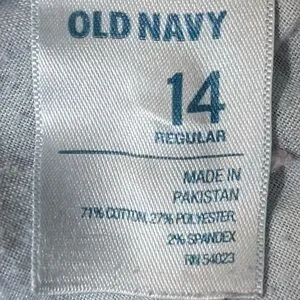 OLD NAVY
14
REGULAR
MADE IN
PAKISTAN
71% COTTON, 27% POLYESTER,
2% SPANDEX
RN 54023